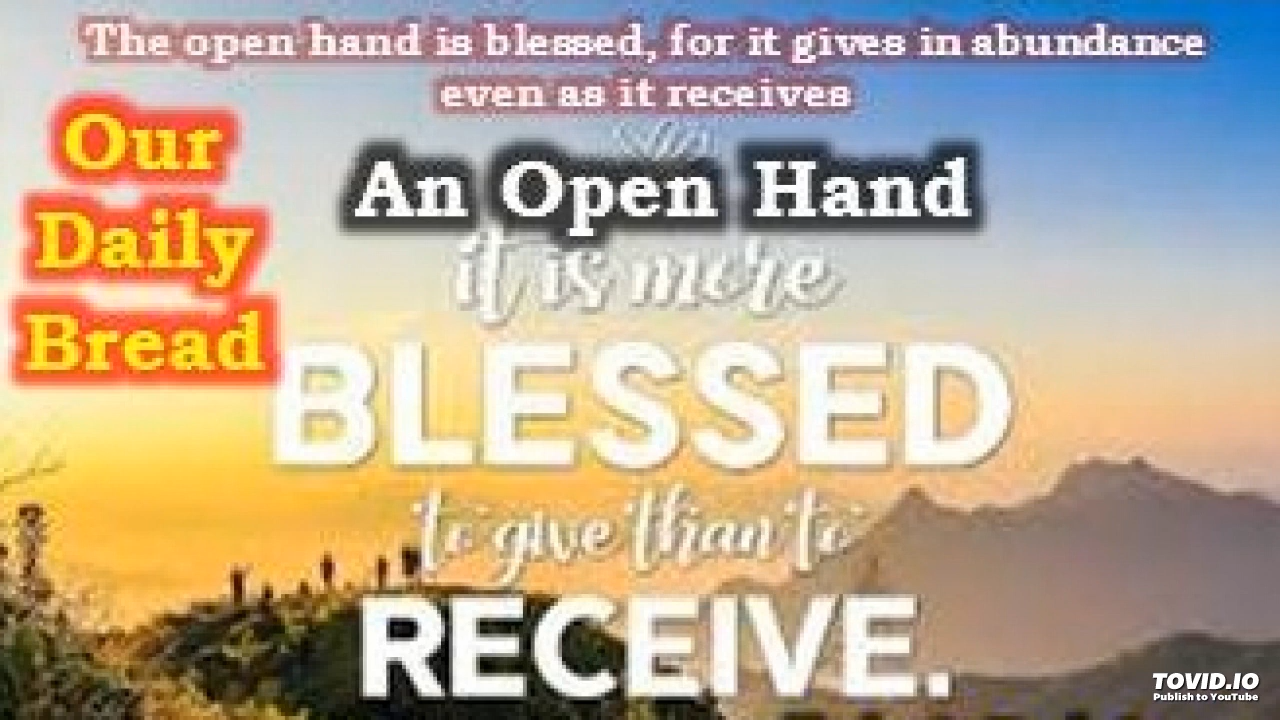 The open hand is blessed, for it gives in abundance
even as it receives
Our
Daily
Bread
An Open Hand
it is more
BLESSED
to give than to
RECEIVE.
TOVID.IO
Publish to YouTube